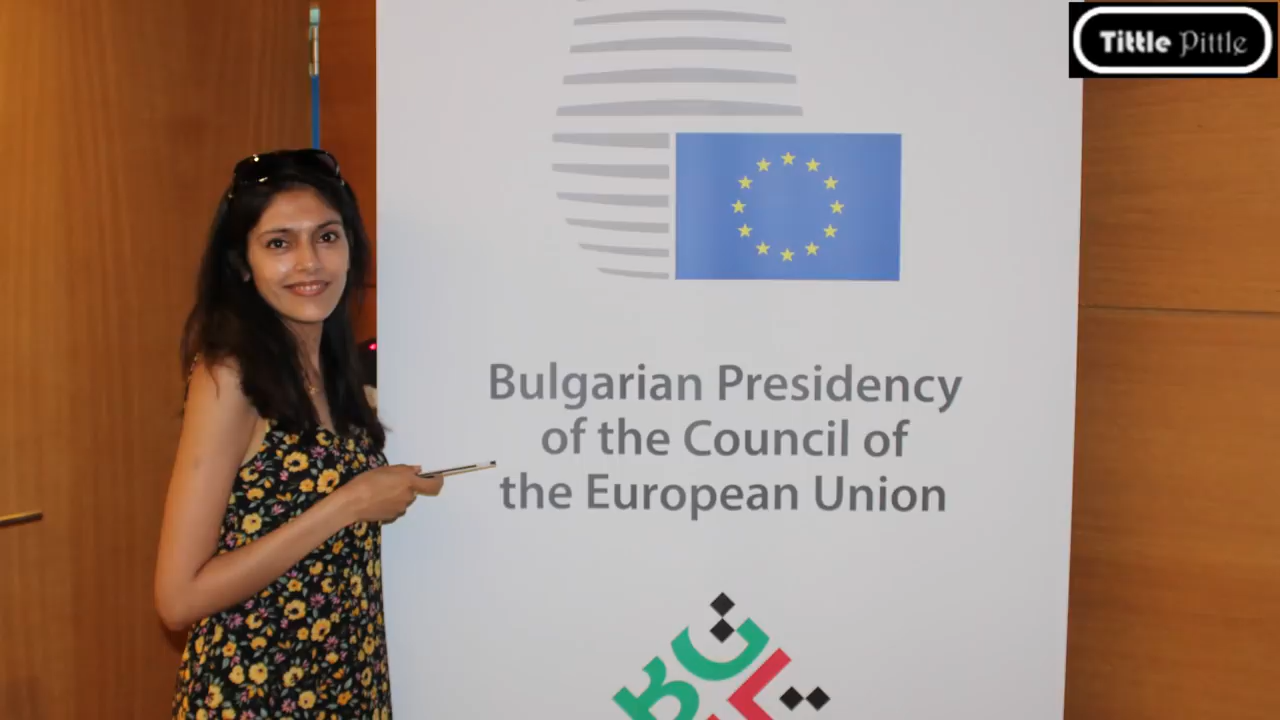 Tittle Pittle
Bulgarian Presidency
of the Council of
the European Union